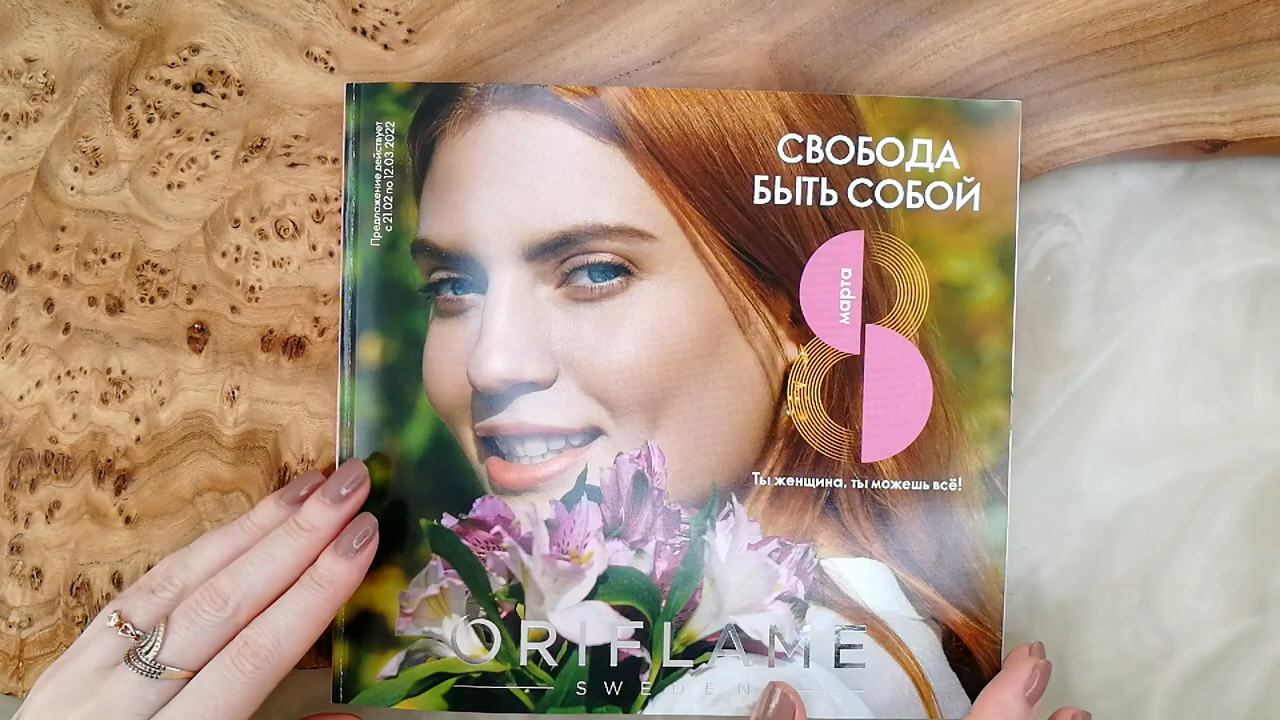 Предложение действует
с 21.02 по 12.03.2022
СВОБОДА
БЫТЬ СОБОЙ
марта
Ты женщина, ты можешь всё!
ORIFLAME
SWEDEN